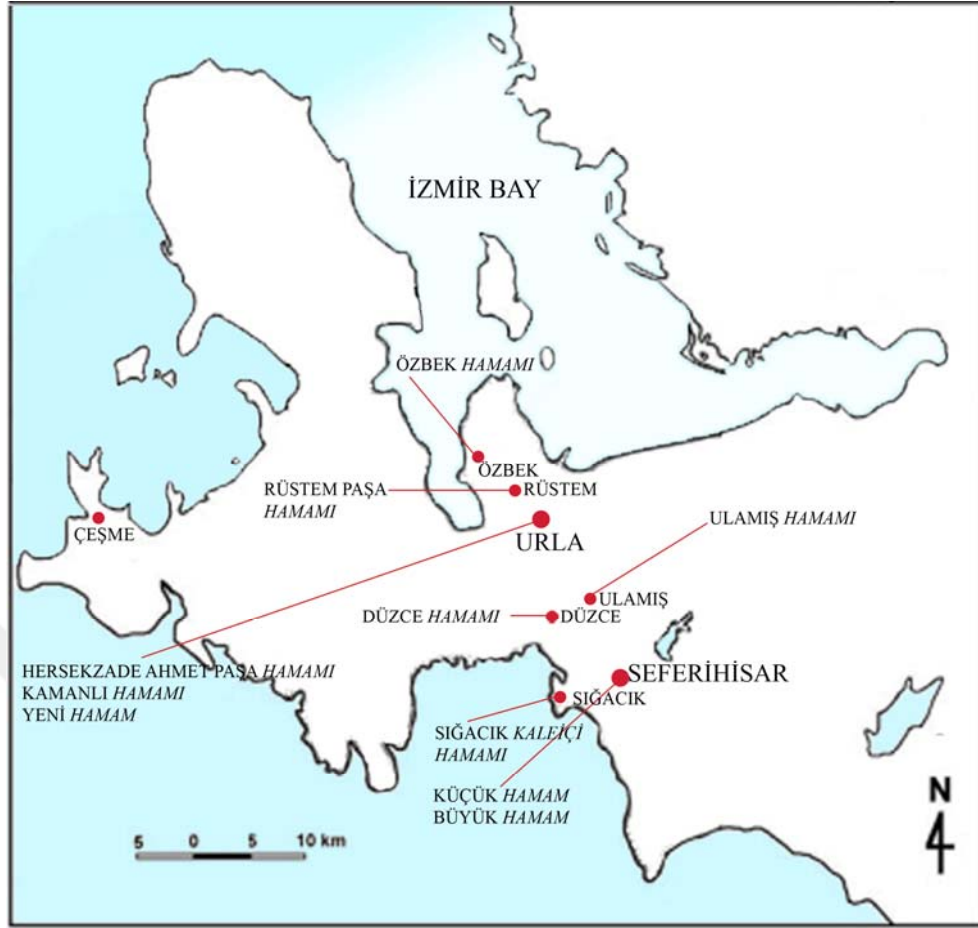 İZMİR BAY
ÖZBEK HAMAMI
ÖZBEK
RÜSTEM PAŞA
HAMAMI
RÜSTEM
ÇEŞME
URLA
ULAMIŞ HAMAMI
ULAMIŞ
DÜZCE HAMAMI
DÜZCE
HERSEKZADE AHMET PAŞA HAMAMI
KAMANLI HAMAMI
YENİ HAMAM
SEFERİHİSAR
SIĞACIK
SIĞACIK KALEİÇİ
HAMAMI
KÜÇÜK HAMAM
BÜYÜK HAMAM
N
5 0 5 10 km